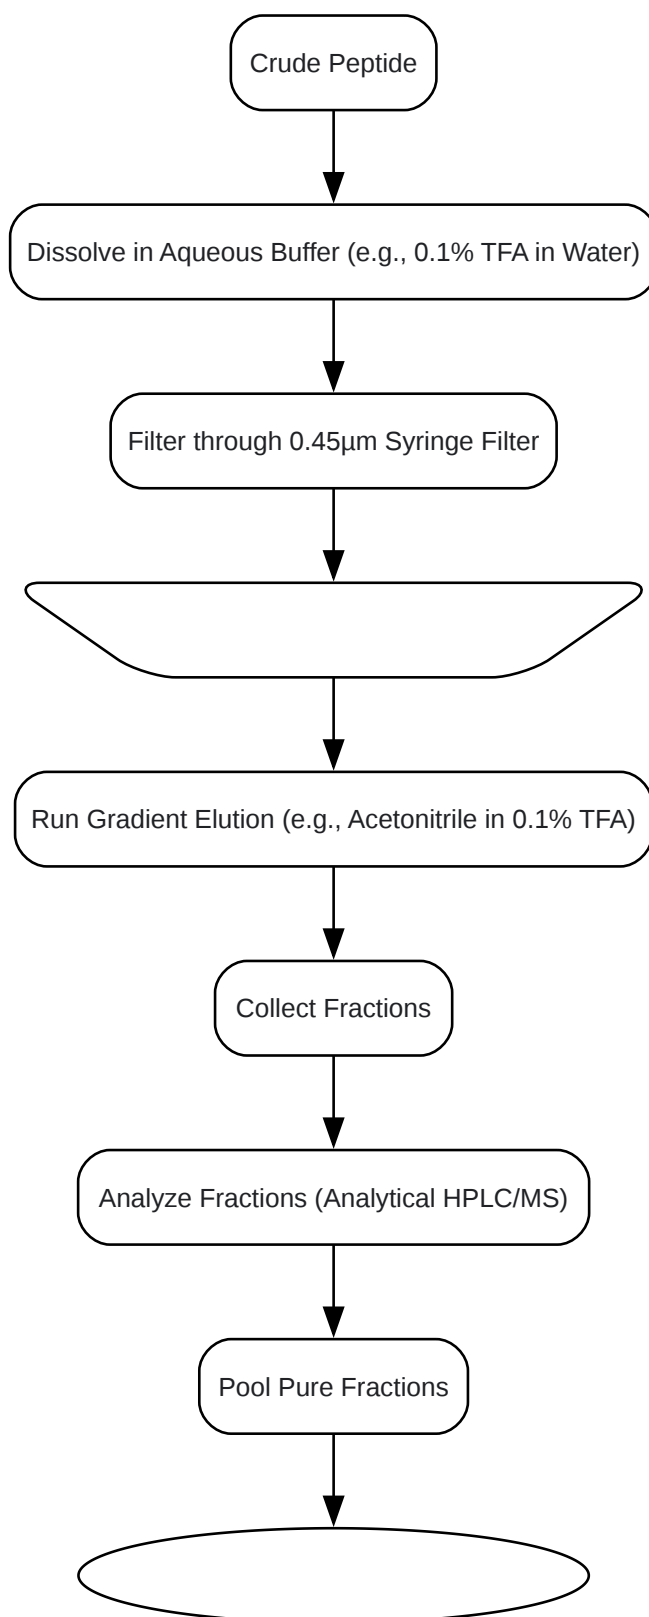 Crude Peptide
Dissolve in Aqueous Buffer (e.g., 0.1% TFA in Water)
Filter through 0.45µm Syringe Filter
Run Gradient Elution (e.g., Acetonitrile in 0.1% TFA)
Collect Fractions
Analyze Fractions (Analytical HPLC/MS)
Pool Pure Fractions